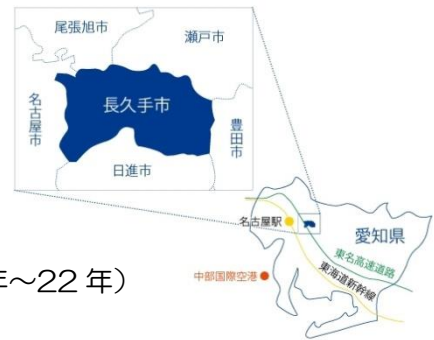 尾張旭市
瀬戸市
名古屋市
長久手市
豊田市
日進市
名古屋駅
愛知県
東名高速道路
東海道新幹線
中部国際空港
～22 年）